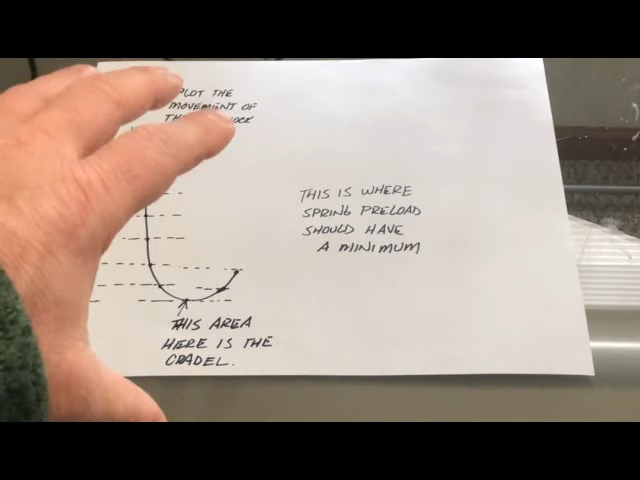 PLOT THE
MOVEMENT OF
THIS IS WHERE
SPRING PRELOAD
SHOULD HAVE
A MINIMUM
THIS AREA
HERE IS THE
CRADEL.